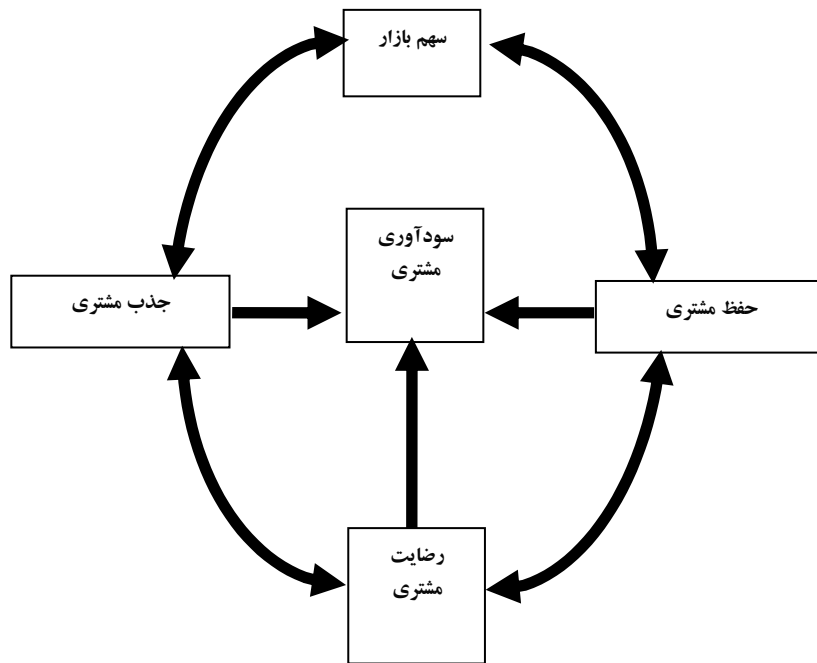 سهم بازار
سودآوری
مشتری
حفظ مشتری
جذب مشتری
رضایت
مشتری